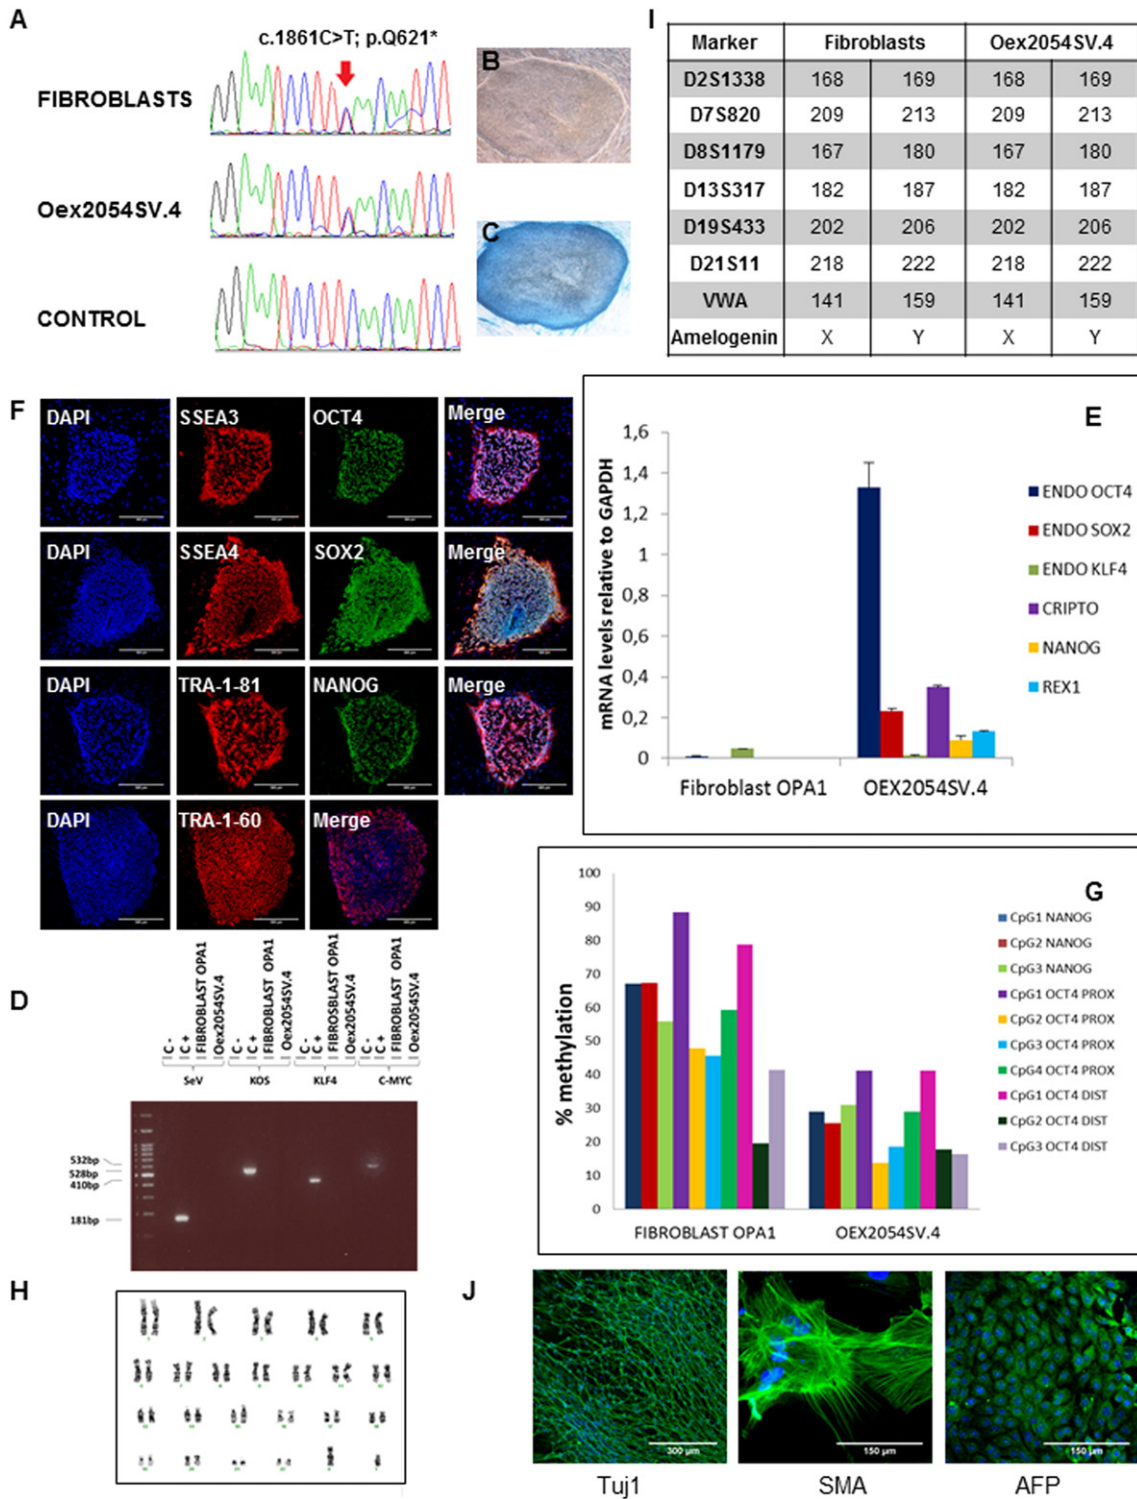 A
c.1861C>T; p.Q621*
FIBROBLASTS
Oex2054SV.4
CONTROL
B
C
I
Marker Fibroblasts Oex2054SV.4
D2S1338 168 169 168 169
D7S820 209 213 209 213
D8S1179 167 180 167 180
D13S317 182 187 182 187
D19S433 202 206 202 206
D21S11 218 222 218 222
VWA 141 159 141 159
Amelogenin X Y X Y
F
DAPI SSEA3 OCT4 Merge
DAPI SSEA4 SOX2 Merge
DAPI TRA-1-81 NANOG Merge
DAPI TRA-1-60 Merge
E
mRNA levels relative to GAPDH
1,6
1,4
1,2
1
0,8
0,6
0,4
0,2
0
Fibroblast OPA1 OEX2054SV.4
ENDO OCT4
ENDO SOX2
ENDO KLF4
CRIPTO
NANOG
REX1
G
% methylation
100
90
80
70
60
50
40
30
20
10
0
FIBROBLAST OPA1 OEX2054SV.4
CpG1 NANOG
CpG2 NANOG
CpG3 NANOG
CpG1 OCT4 PROX
CpG2 OCT4 PROX
CpG3 OCT4 PROX
CpG4 OCT4 PROX
CpG1 OCT4 DIST
CpG2 OCT4 DIST
CpG3 OCT4 DIST
D
C -
C +
FIBROBLAST OPA1
Oex2054SV.4
C -
C +
FIBROBLAST OPA1
Oex2054SV.4
C -
C +
FIBROSBLAST OPA1
Oex2054SV.4
C -
C +
FIBROBLAST OPA1
Oex2054SV.4
SeV KOS KLF4 C-MYC
532bp
528bp
410bp
181bp
H
J
300 µm
150 µm
150 µm
Tuj1 SMA AFP